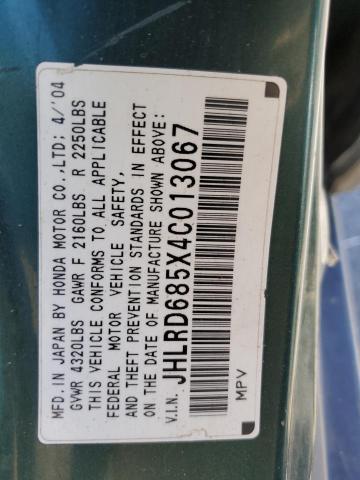 MFD. IN JAPAN BY HONDA MOTOR CO.,LTD; 4/'04
GVWR 4320LBS GAWR F 2160LBS R 2250LBS
THIS VEHICLE CONFORMS TO ALL APPLICABLE
FEDERAL MOTOR VEHICLE SAFETY,
AND THEFT PREVENTION STANDARDS IN EFFECT
ON THE DATE OF MANUFACTURE SHOWN ABOVE:
V.I.N. JHLRD685X4C013067
MPV